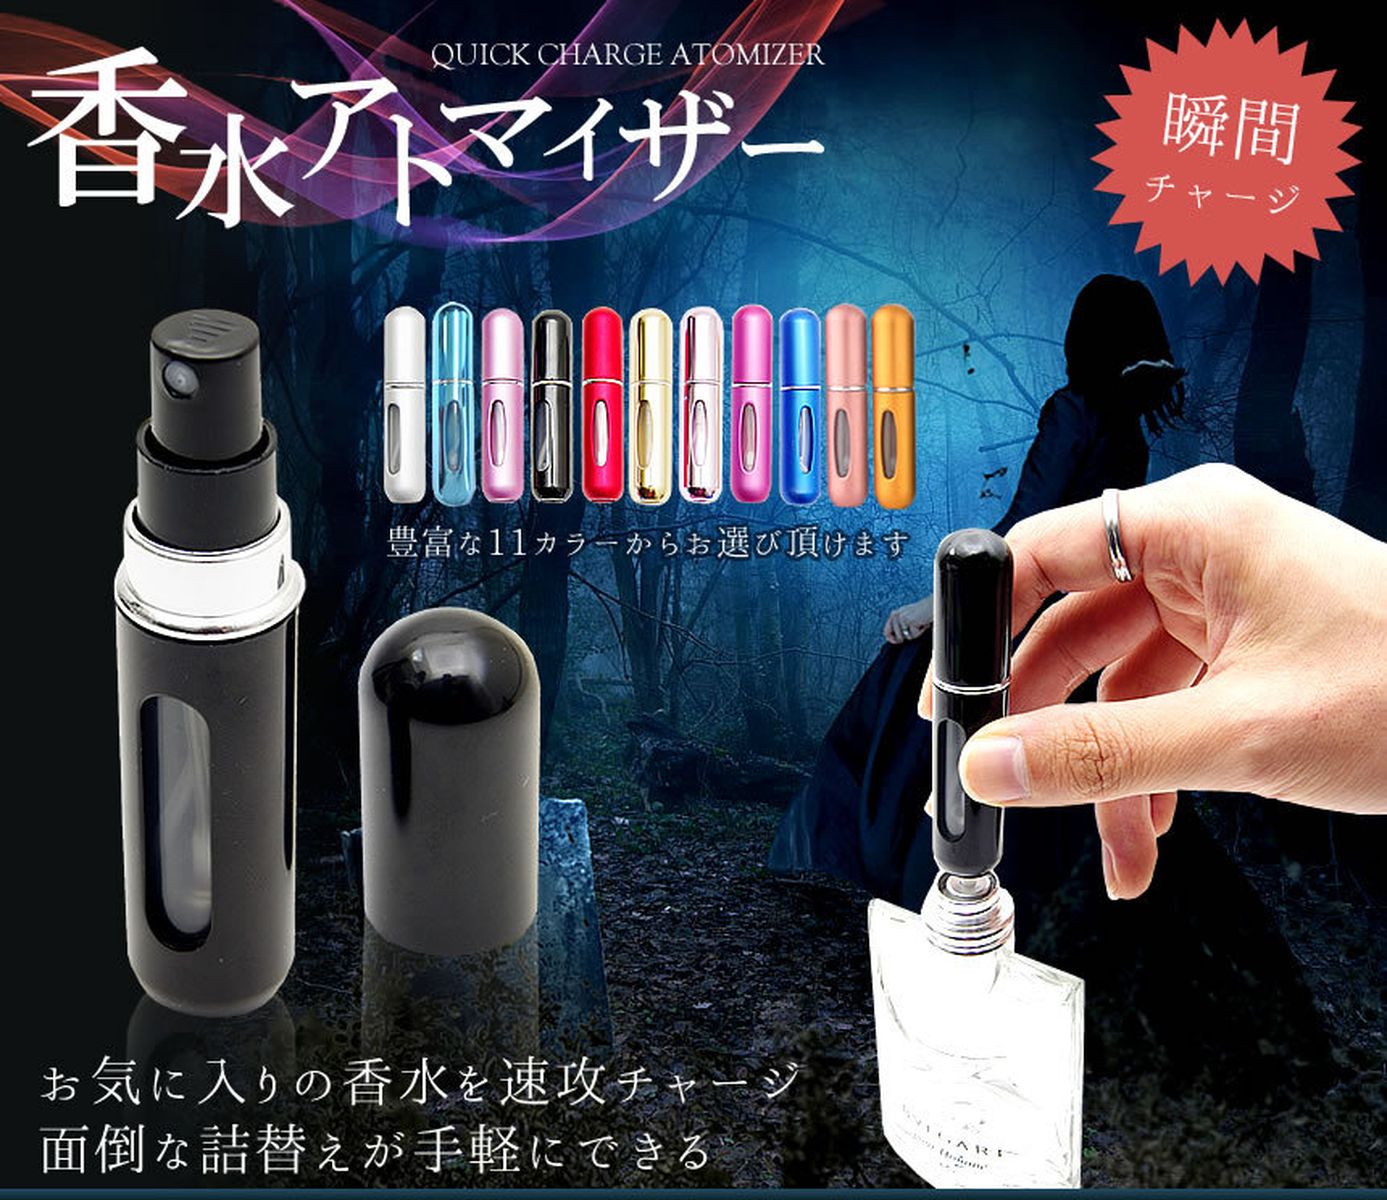 QUICK CHARGE ATOMIZER
香水アトマイザー
瞬間
チャージ
豊富な11カラーからお選び頂けます
お気に入りの香水を速攻チャージ
面倒な詰替えが手軽にできる